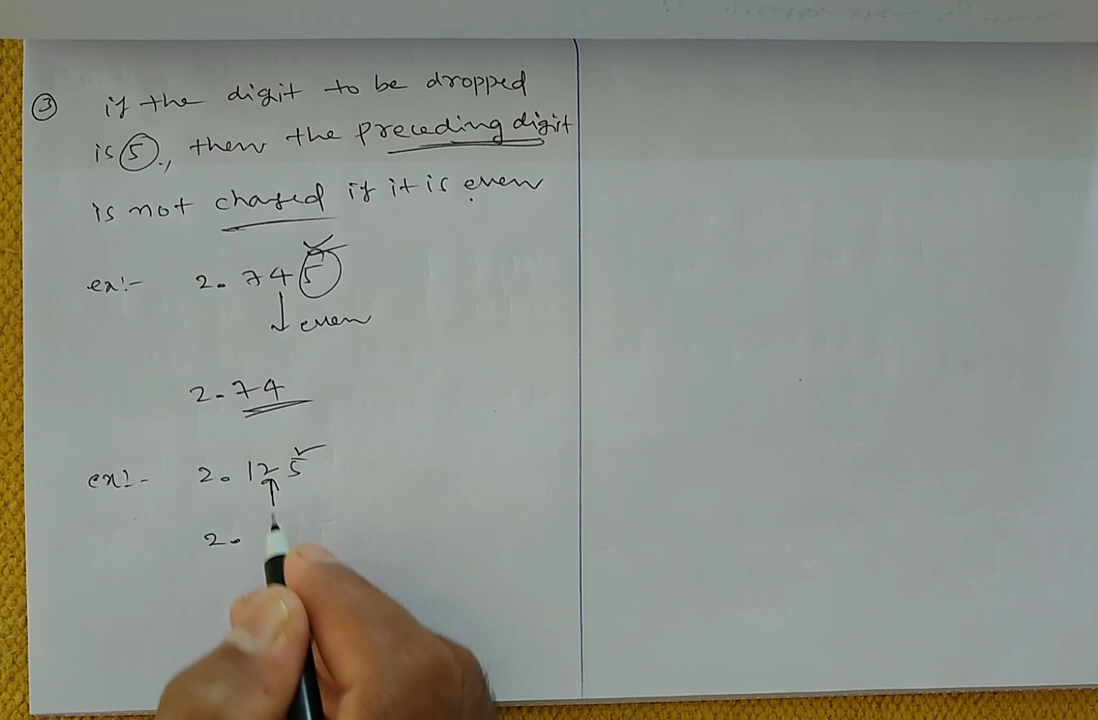 ③ if the digit to be dropped
is 5., then the preceding digit
is not chaged if it is even
ex:- 2.745
even
2.74
ex:- 2.125
2.